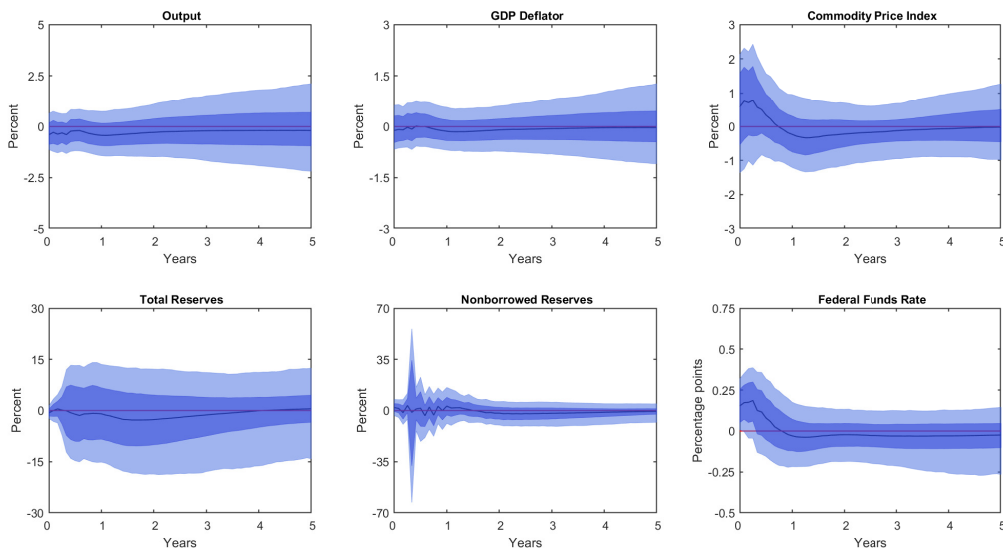 Output
GDP Deflator
Commodity Price Index
5
2.5
0
-2.5
-5
Percent
0 1 2 3 4 5
Years
3
1.5
0
-1.5
-3
Percent
0 1 2 3 4 5
Years
3
2
1
0
-1
-2
-3
Percent
0 1 2 3 4 5
Years
Total Reserves
Nonborrowed Reserves
Federal Funds Rate
30
15
0
-15
-30
Percent
0 1 2 3 4 5
Years
70
35
0
-35
-70
Percent
0 1 2 3 4 5
Years
0.75
0.5
0.25
0
-0.25
-0.5
Percentage points
0 1 2 3 4 5
Years